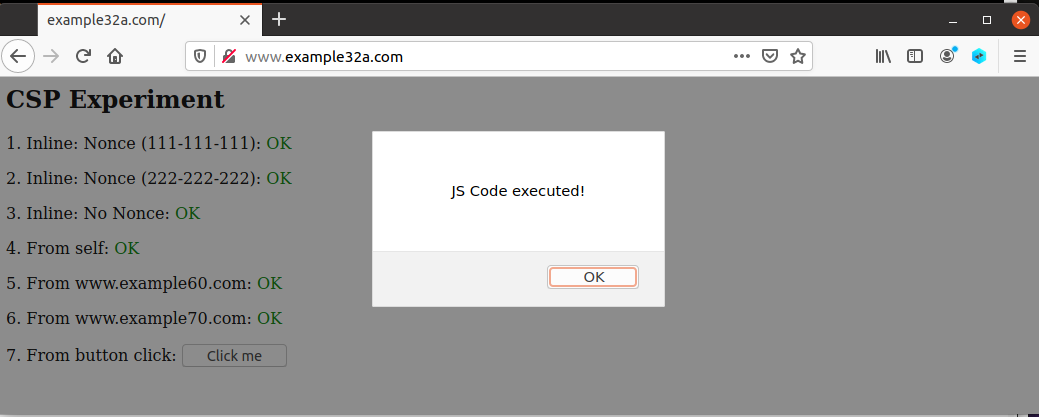 example32a.com/
www.example32a.com
CSP Experiment
1. Inline: Nonce (111-111-111): OK
2. Inline: Nonce (222-222-222): OK
3. Inline: No Nonce: OK
4. From self: OK
5. From www.example60.com: OK
6. From www.example70.com: OK
7. From button click: Click me
JS Code executed!
OK